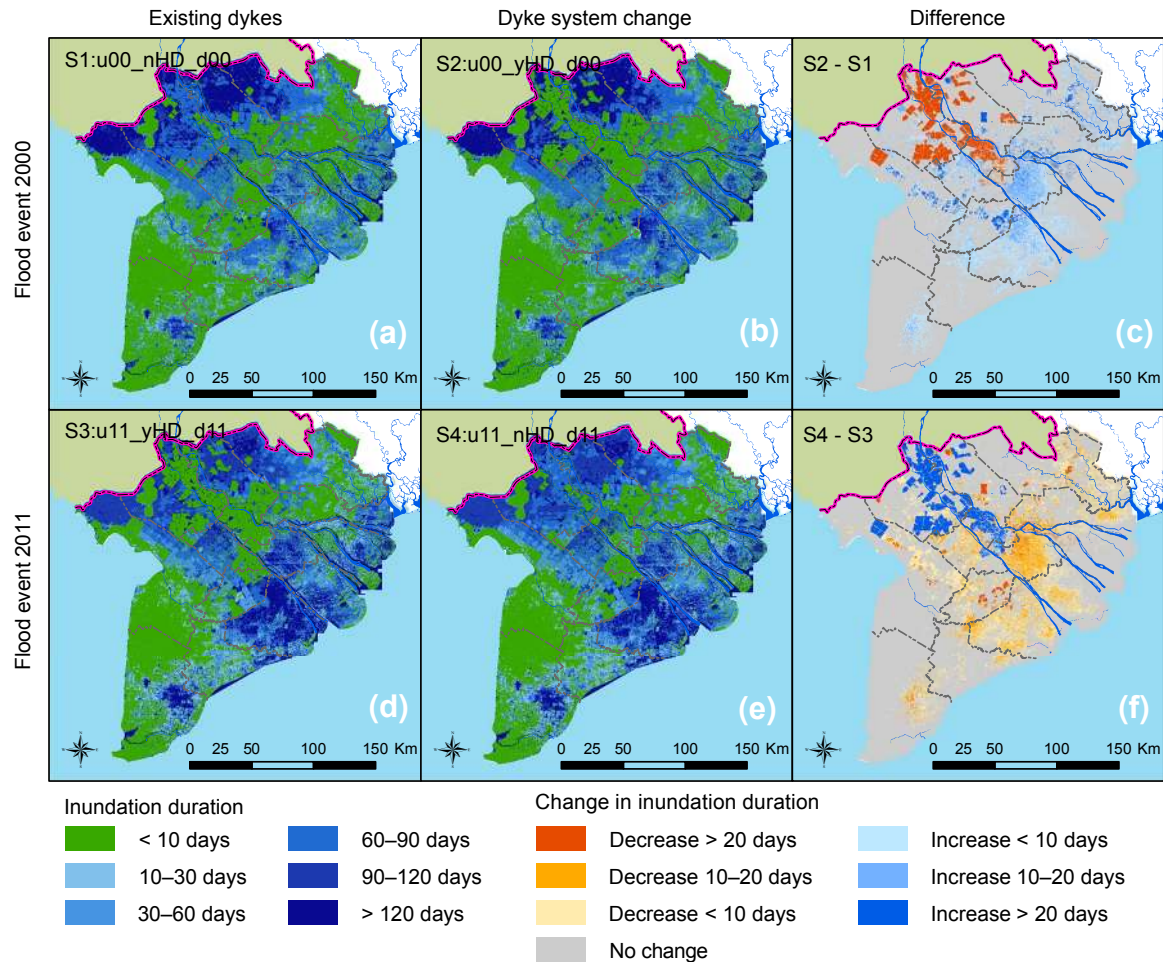 Existing dykes
Dyke system change
Difference
Flood event 2000
S1:u00_nHD_d00
S2:u00_yHD_d00
S2 - S1
(a)
(b)
(c)
0 25 50 100 150 Km
0 25 50 100 150 Km
0 25 50 100 150 Km
Flood event 2011
S3:u11_yHD_d11
S4:u11_nHD_d11
S4 - S3
(d)
(e)
(f)
0 25 50 100 150 Km
0 25 50 100 150 Km
0 25 50 100 150 Km
Inundation duration
< 10 days
10–30 days
30–60 days
60–90 days
90–120 days
> 120 days
Change in inundation duration
Decrease > 20 days
Decrease 10–20 days
Decrease < 10 days
No change
Increase < 10 days
Increase 10–20 days
Increase > 20 days